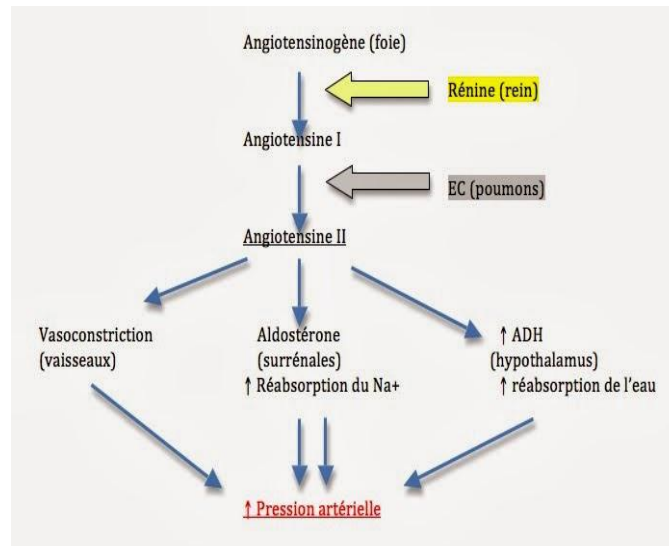 Angiotensinogène (foie)
Rénine (rein)
Angiotensine I
EC (poumons)
Angiotensine II
Vasoconstriction
(vaisseaux)
Aldostérone
(surrénales)
↑ Réabsorption du Na+
↑ ADH
(hypothalamus)
↑ réabsorption de l'eau
↑ Pression artérielle